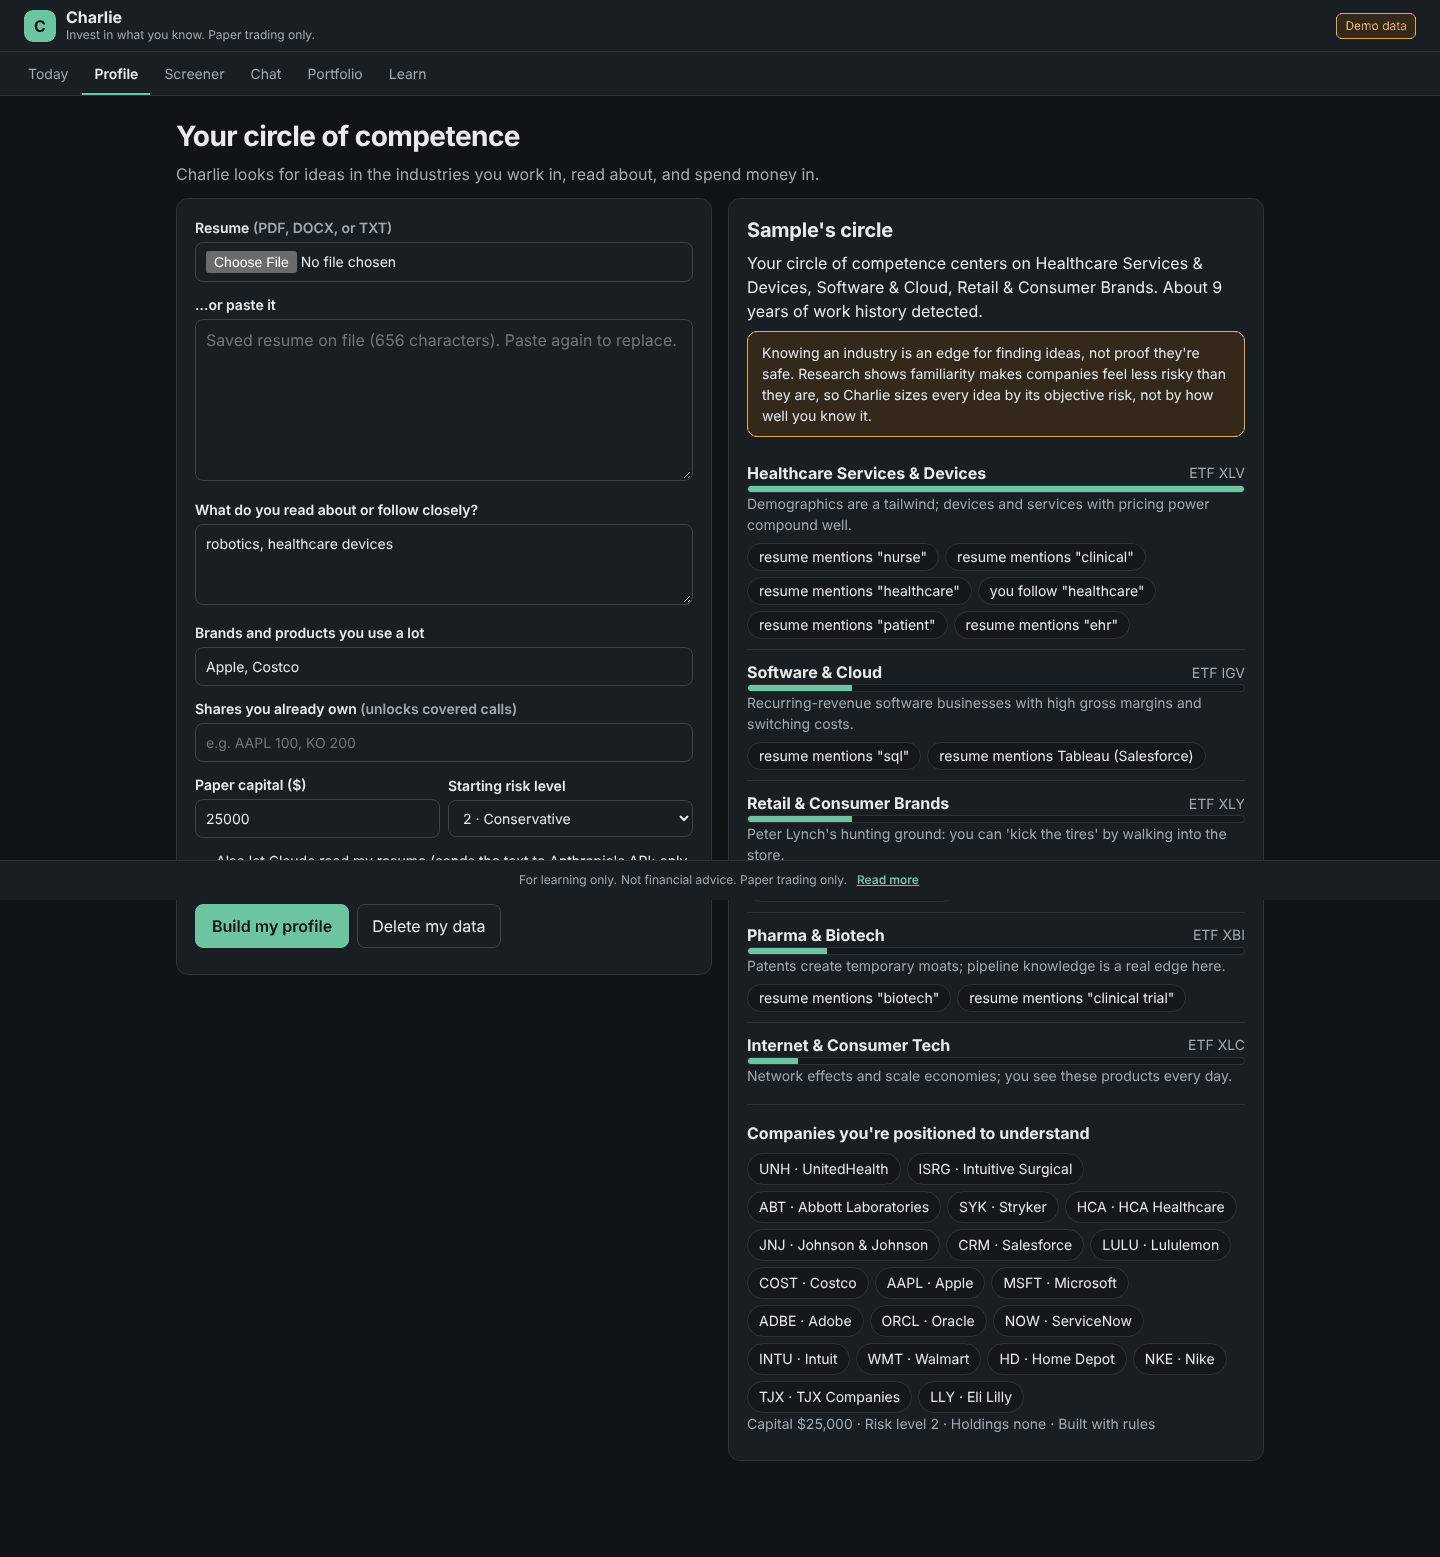 C
Charlie
Invest in what you know. Paper trading only.
Demo data
Today
Profile
Screener
Chat
Portfolio
Learn
Your circle of competence
Charlie looks for ideas in the industries you work in, read about, and spend money in.
Resume (PDF, DOCX, or TXT)
Choose File No file chosen
...or paste it
Saved resume on file (656 characters). Paste again to replace.
What do you read about or follow closely?
robotics, healthcare devices
Brands and products you use a lot
Apple, Costco
Shares you already own (unlocks covered calls)
e.g. AAPL 100, KO 200
Paper capital ($)
Starting risk level
25000
2 · Conservative
Also let Claude read my resume (sends the text to Anthropic's API; only
Build my profile
Delete my data
Sample's circle
Your circle of competence centers on Healthcare Services &
Devices, Software & Cloud, Retail & Consumer Brands. About 9
years of work history detected.
Knowing an industry is an edge for finding ideas, not proof they're
safe. Research shows familiarity makes companies feel less risky than
they are, so Charlie sizes every idea by its objective risk, not by how
well you know it.
Healthcare Services & Devices
ETF XLV
Demographics are a tailwind; devices and services with pricing power
compound well.
resume mentions "nurse"
resume mentions "clinical"
resume mentions "healthcare"
you follow "healthcare"
resume mentions "patient"
resume mentions "ehr"
Software & Cloud
ETF IGV
Recurring-revenue software businesses with high gross margins and
switching costs.
resume mentions "sql"
resume mentions Tableau (Salesforce)
Retail & Consumer Brands
ETF XLY
Peter Lynch's hunting ground: you can 'kick the tires' by walking into the
store.
For learning only. Not financial advice. Paper trading only. Read more
Pharma & Biotech
ETF XBI
Patents create temporary moats; pipeline knowledge is a real edge here.
resume mentions "biotech"
resume mentions "clinical trial"
Internet & Consumer Tech
ETF XLC
Network effects and scale economies; you see these products every day.
Companies you're positioned to understand
UNH · UnitedHealth
ISRG · Intuitive Surgical
ABT · Abbott Laboratories
SYK · Stryker
HCA · HCA Healthcare
JNJ · Johnson & Johnson
CRM · Salesforce
LULU · Lululemon
COST · Costco
AAPL · Apple
MSFT · Microsoft
ADBE · Adobe
ORCL · Oracle
NOW · ServiceNow
INTU · Intuit
WMT · Walmart
HD · Home Depot
NKE · Nike
TJX · TJX Companies
LLY · Eli Lilly
Capital $25,000 · Risk level 2 · Holdings none · Built with rules